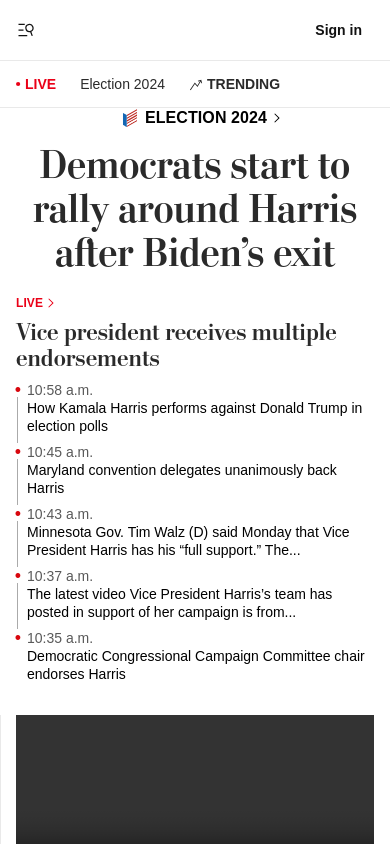 Sign in
LIVE Election 2024 TRENDING
ELECTION 2024
Democrats start to
rally around Harris
after Biden’s exit
LIVE
Vice president receives multiple
endorsements
10:58 a.m.
How Kamala Harris performs against Donald Trump in
election polls
10:45 a.m.
Maryland convention delegates unanimously back
Harris
10:43 a.m.
Minnesota Gov. Tim Walz (D) said Monday that Vice
President Harris has his “full support.” The...
10:37 a.m.
The latest video Vice President Harris’s team has
posted in support of her campaign is from...
10:35 a.m.
Democratic Congressional Campaign Committee chair
endorses Harris